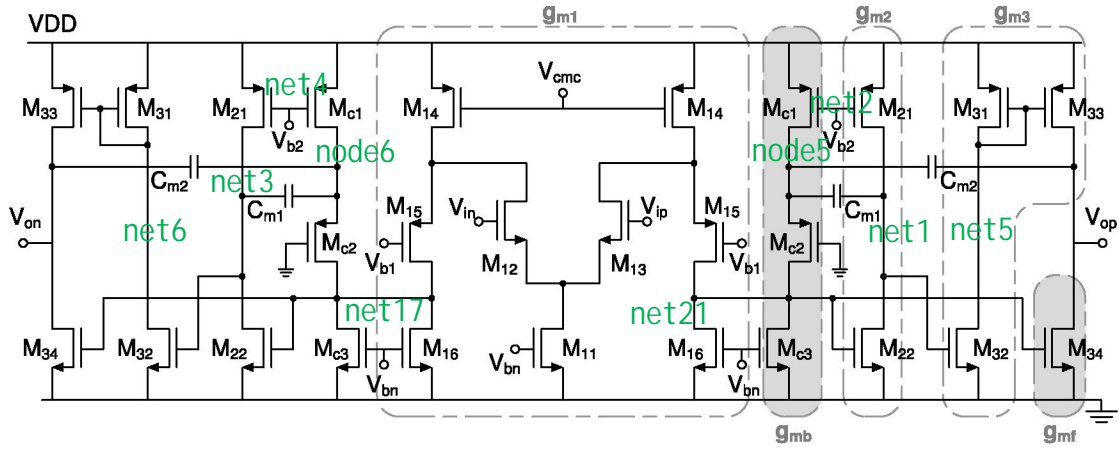 gm1
gm2
gm3
VDD
net4
Vcmc
net2
M33
M31
M21
Mc1
M14
M14
Mc1
M21
M31
M33
Vb2
Vb2
node6
node5
Cm2
net3
Cm1
Vin
Vip
Cm2
Cm1
M15
M15
Von
net6
Mc2
Vb1
M12
M13
Vb1
Mc2
net1
net5
Vop
net17
net21
M34
M32
M22
Mc3
M16
Vbn
M11
M16
Mc3
M22
M32
M34
Vbn
Vbn
gmb
gmf